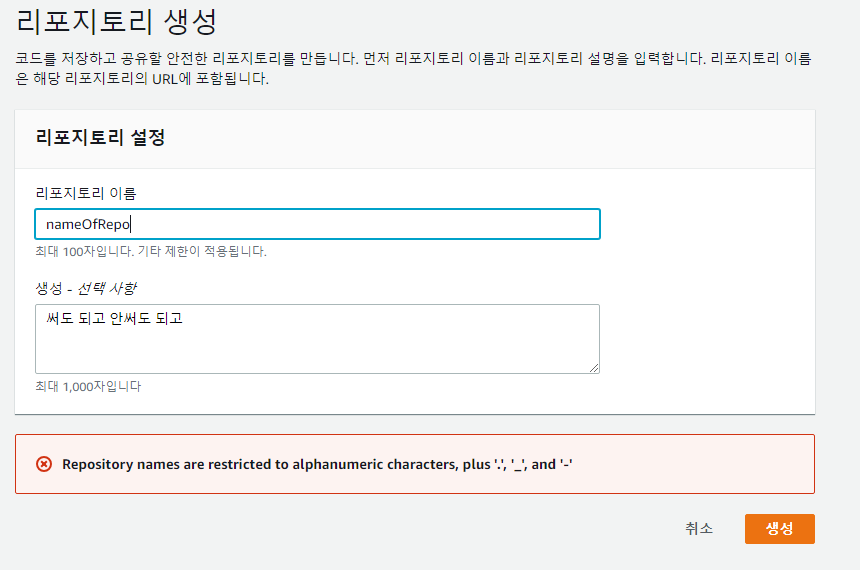 리포지토리 생성
코드를 저장하고 공유할 안전한 리포지토리를 만듭니다. 먼저 리포지토리 이름과 리포지토리 설명을 입력합니다. 리포지토리 이름
은 해당 리포지토리의 URL에 포함됩니다.
리포지토리 설정
리포지토리 이름
nameOfRepo
최대 100자입니다. 기타 제한이 적용됩니다.
생성 - 선택 사항
써도 되고 안써도 되고
최대 1,000자입니다
Repository names are restricted to alphanumeric characters, plus '.', '_', and '-'
취소
생성